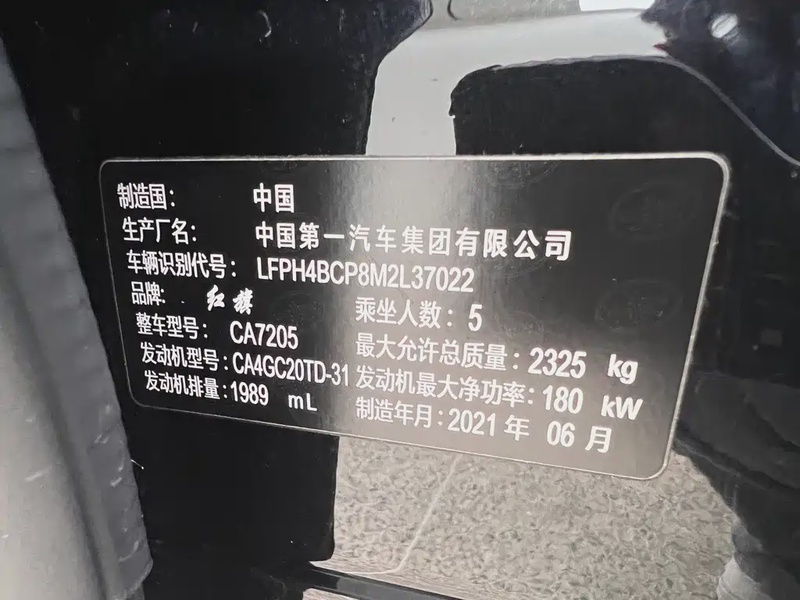 制造国： 中国
生产厂名： 中国第一汽车集团有限公司
车辆识别代号： LFPH4BCP8M2L37022
品牌： 红旗 乘坐人数：5
整车型号： CA7205 最大允许总质量：2325 kg
发动机型号：CA4GC20TD-31 发动机最大净功率：180 kW
发动机排量：1989 mL 制造年月：2021 年 06 月